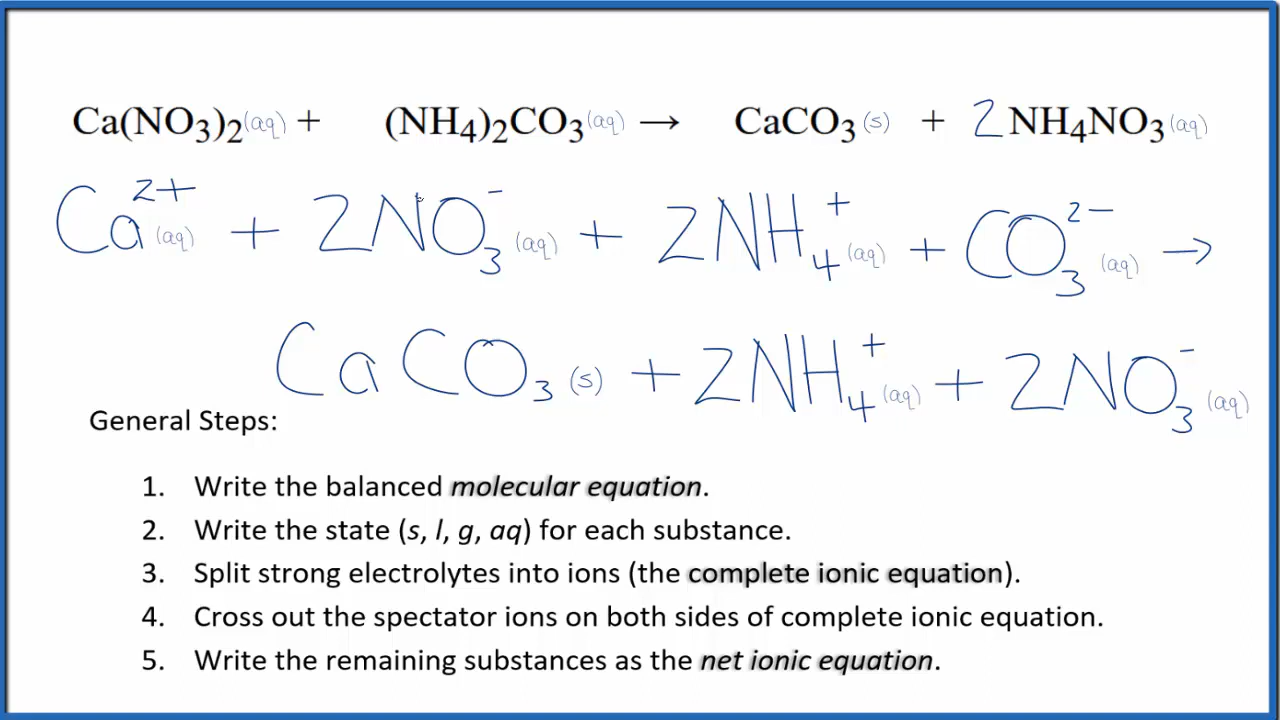 Ca(NO₃)₂(aq) + (NH₄)₂CO₃(aq) → CaCO₃(s) + 2NH₄NO₃(aq)
Ca²⁺(aq) + 2NO₃⁻(aq) + 2NH₄⁺(aq) + CO₃²⁻(aq) →
CaCO₃(s) + 2NH₄⁺(aq) + 2NO₃⁻(aq)
General Steps:
1. Write the balanced molecular equation.
2. Write the state (s, l, g, aq) for each substance.
3. Split strong electrolytes into ions (the complete ionic equation).
4. Cross out the spectator ions on both sides of complete ionic equation.
5. Write the remaining substances as the net ionic equation.